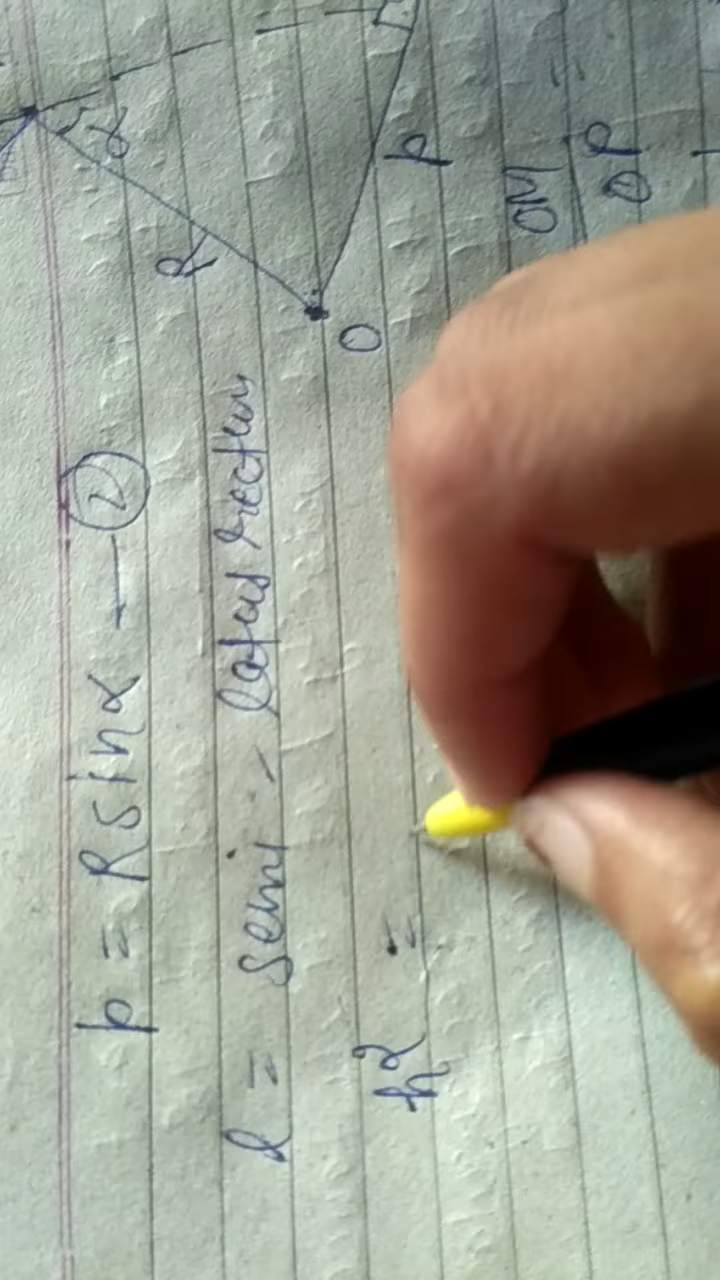 α
R
p
O
OM =
OP
p = R sin α — ②
l = semi - latus rectum
h² =